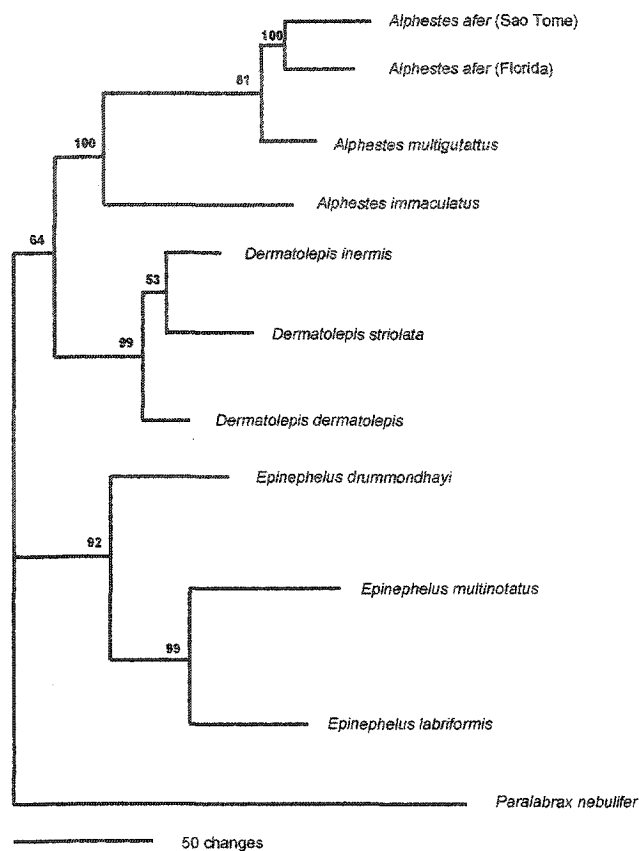 Alphestes afer (Sao Tome)
100
Alphestes afer (Florida)
81
Alphestes multigutattus
100
Alphestes immaculatus
64
Dermatolepis inermis
53
Dermatolepis striolata
99
Dermatolepis dermatolepis
Epinephelus drummondhayi
92
Epinephelus multinotatus
99
Epinephelus labriformis
Paralabrax nebulifer
50 changes